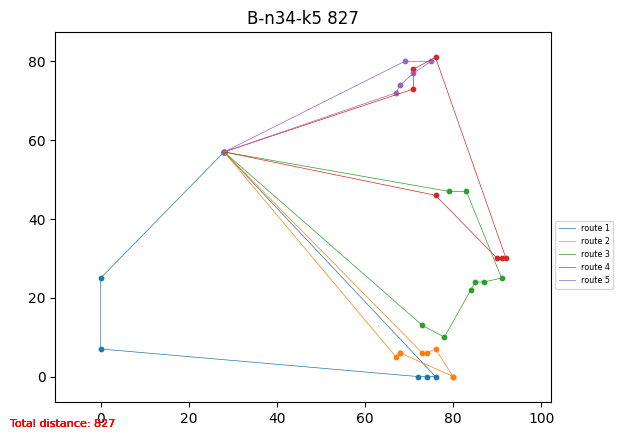 B-n34-k5 827
80
60
40
20
0
0 20 40 60 80 100
route 1
route 2
route 3
route 4
route 5
Total distance: 827